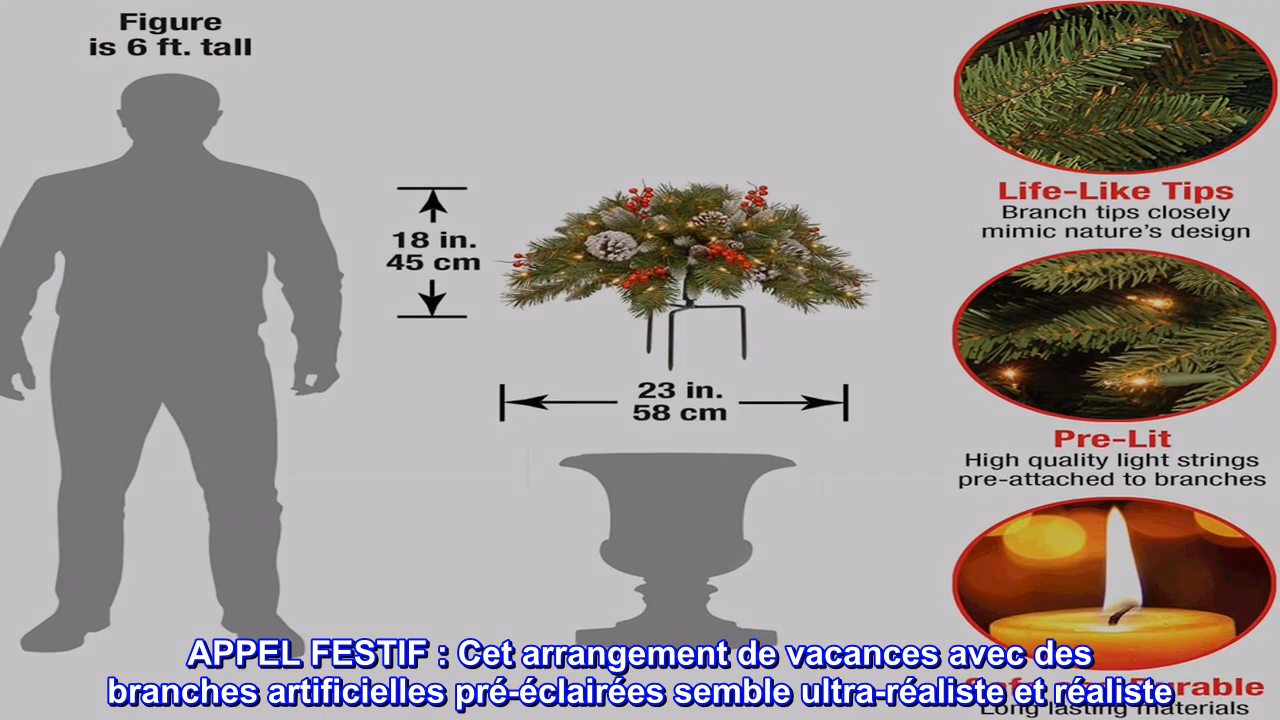 Figure
is 6 ft. tall
18 in.
45 cm
23 in.
58 cm
Life-Like Tips
Branch tips closely
mimic nature's design
Pre-Lit
High quality light strings
pre-attached to branches
Durable
Long lasting materials
APPEL FESTIF : Cet arrangement de vacances avec des
branches artificielles pré-éclairées semble ultra-réaliste et réaliste